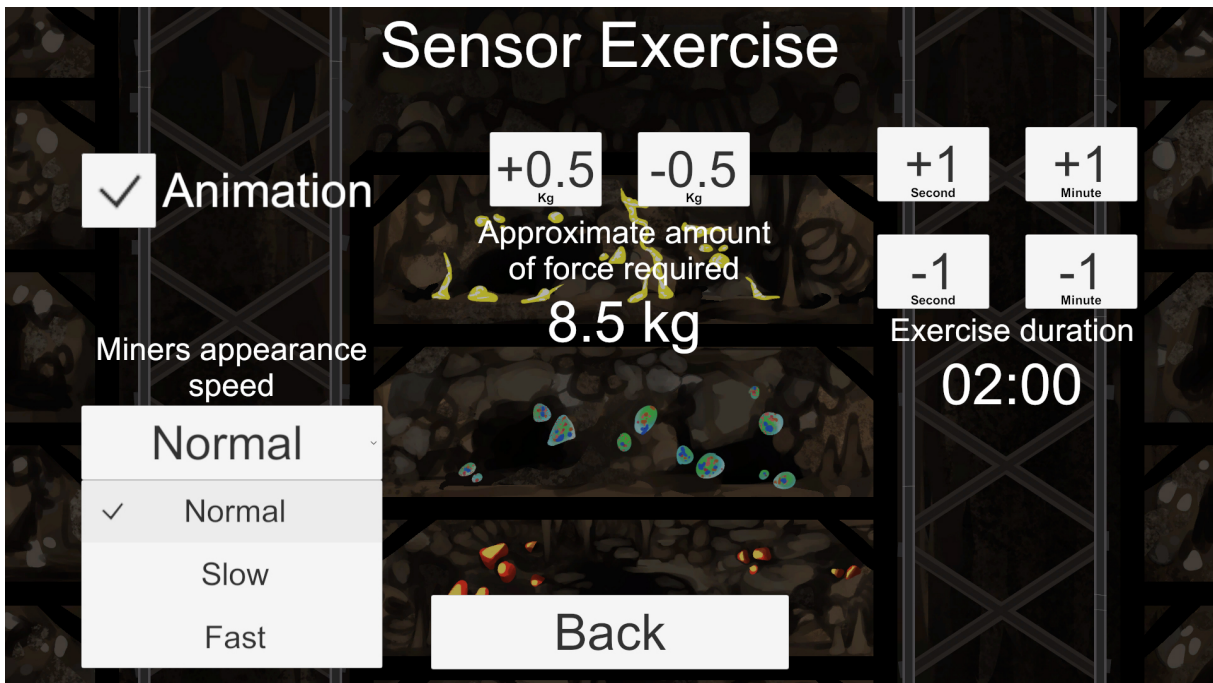 Sensor Exercise
Animation
Miners appearance
speed
Normal
Normal
Slow
Fast
+0.5
Kg
-0.5
Kg
Approximate amount
of force required
8.5 kg
+1
Second
+1
Minute
-1
Second
-1
Minute
Exercise duration
02:00
Back